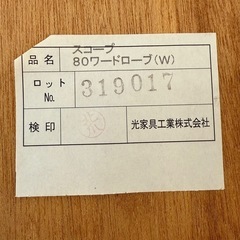 品名 スコープ
80ワードローブ(W)
ロット No. 319017
検印 光 光家具工業株式会社